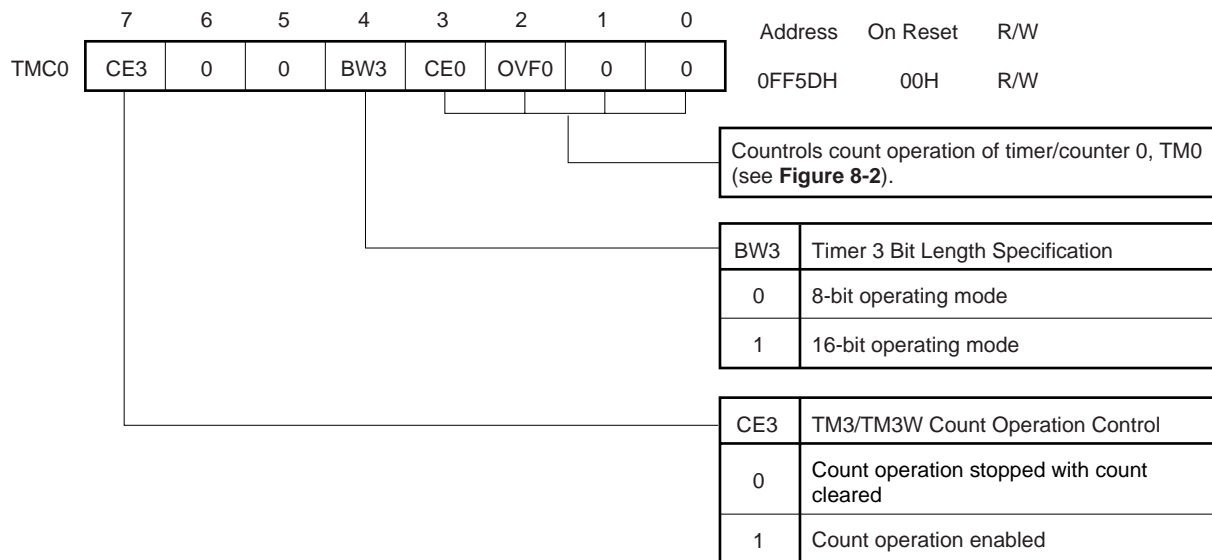 7 6 5 4 3 2 1 0 Address On Reset R/W
TMC0 CE3 0 0 BW3 CE0 OVF0 0 0 0FF5DH 00H R/W
Countrols count operation of timer/counter 0, TM0
(see Figure 8-2).
BW3 Timer 3 Bit Length Specification
0 8-bit operating mode
1 16-bit operating mode
CE3 TM3/TM3W Count Operation Control
0 Count operation stopped with count
cleared
1 Count operation enabled